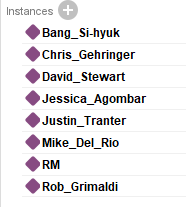 Instances
Bang_Si-hyuk
Chris_Gehringer
David_Stewart
Jessica_Agombar
Justin_Tranter
Mike_Del_Rio
RM
Rob_Grimaldi